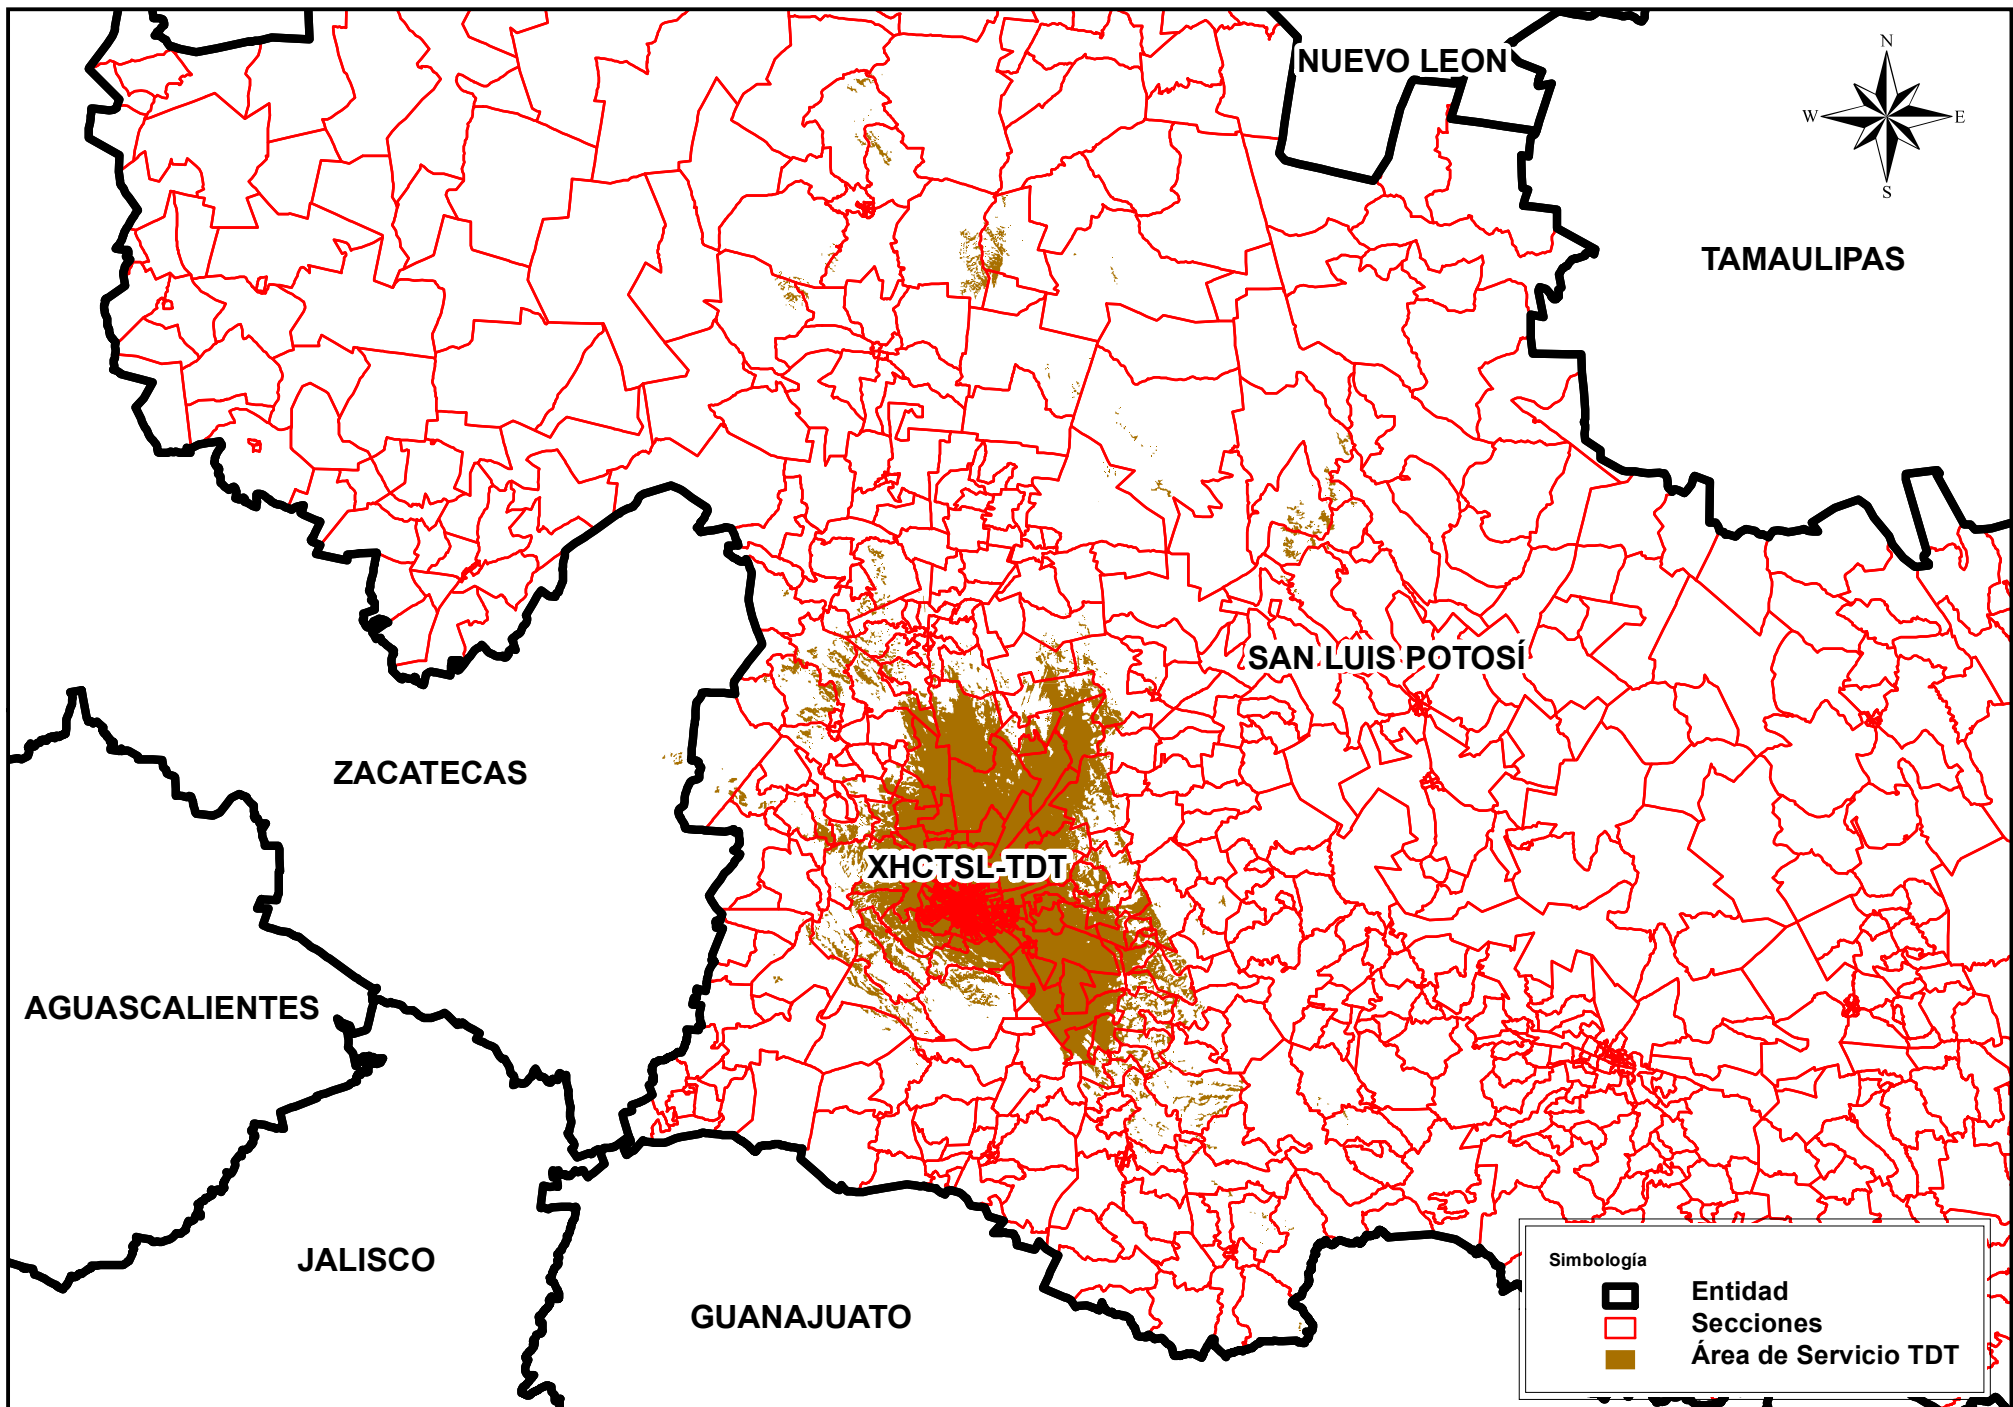 NUEVO LEON
N
W
E
S
TAMAULIPAS
SAN LUIS POTOSÍ
ZACATECAS
XHCTSL-TDT
AGUASCALIENTES
JALISCO
GUANAJUATO
Simbología
Entidad
Secciones
Área de Servicio TDT